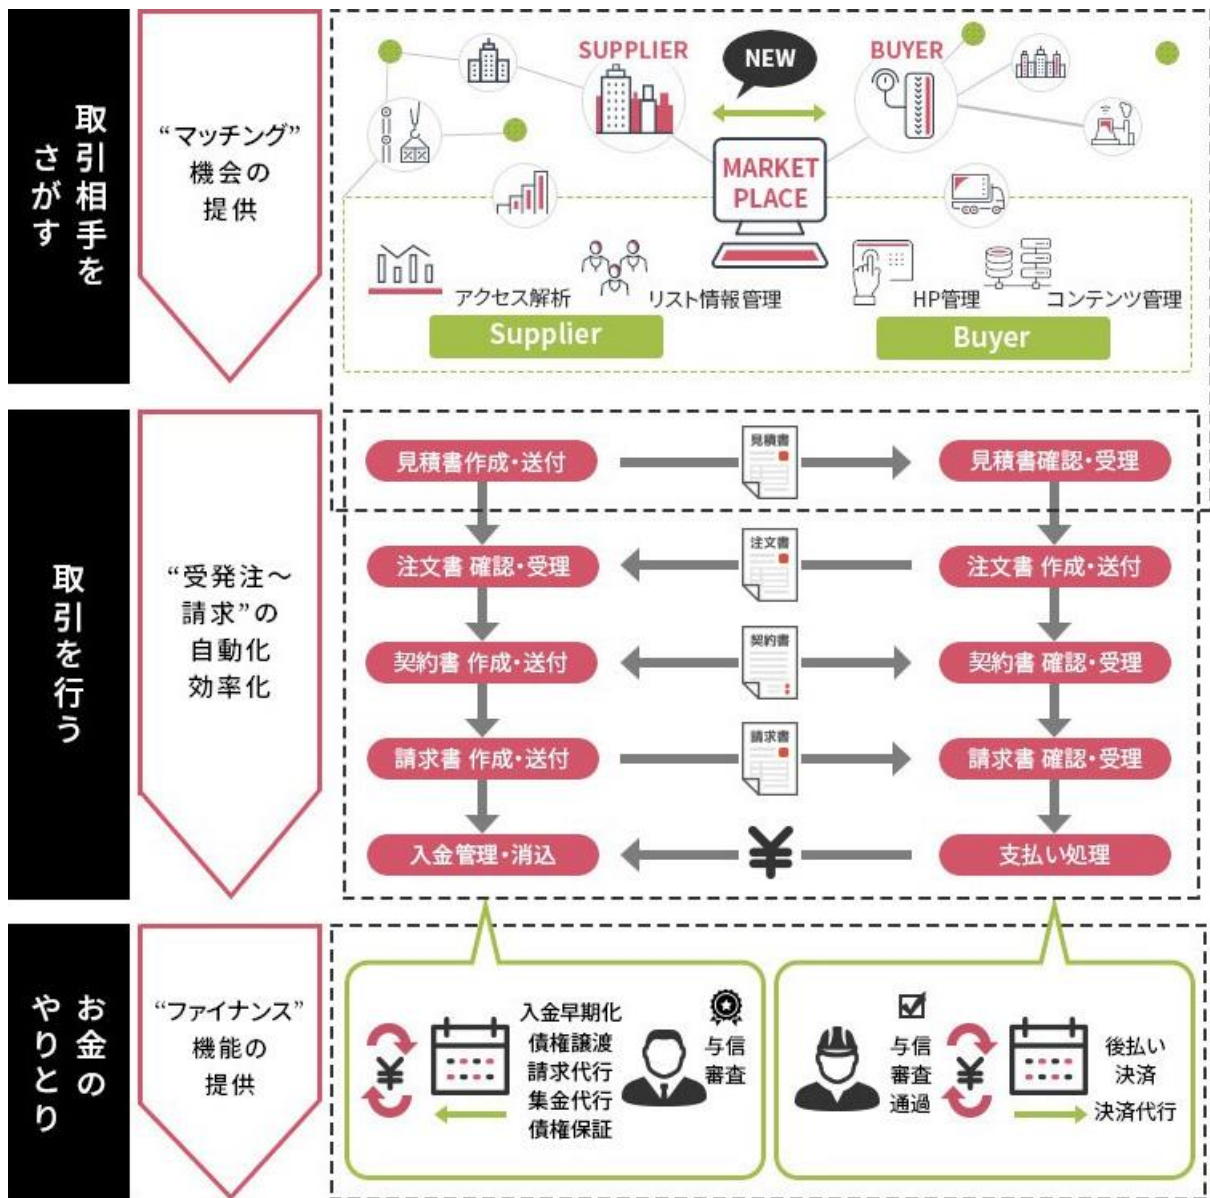 取引相手を
さがす
“マッチング”
機会の
提供
SUPPLIER
NEW
BUYER
MARKET
PLACE
アクセス解析
リスト情報管理
HP管理
コンテンツ管理
Supplier
Buyer
取引を行う
“受発注～
請求”の
自動化
効率化
見積書作成・送付
見積書
見積書確認・受理
注文書 確認・受理
注文書
注文書 作成・送付
契約書 作成・送付
契約書
契約書 確認・受理
請求書 作成・送付
請求書
請求書 確認・受理
入金管理・消込
¥
支払い処理
お金の
やりとり
“ファイナンス”
機能の
提供
¥
入金早期化
債権譲渡
請求代行
集金代行
債権保証
与信
審査
与信
審査
通過
¥
後払い
決済
決済代行